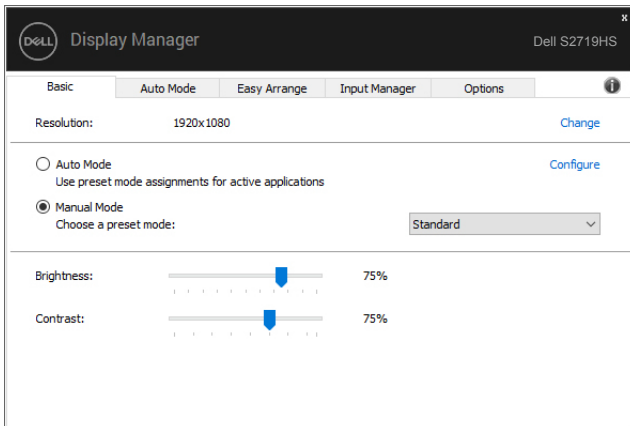 x
DELL Display Manager Dell S2719HS
Basic Auto Mode Easy Arrange Input Manager Options i
Resolution: 1920x1080 Change
Auto Mode Configure
Use preset mode assignments for active applications
Manual Mode
Choose a preset mode: Standard
Brightness: 75%
Contrast: 75%